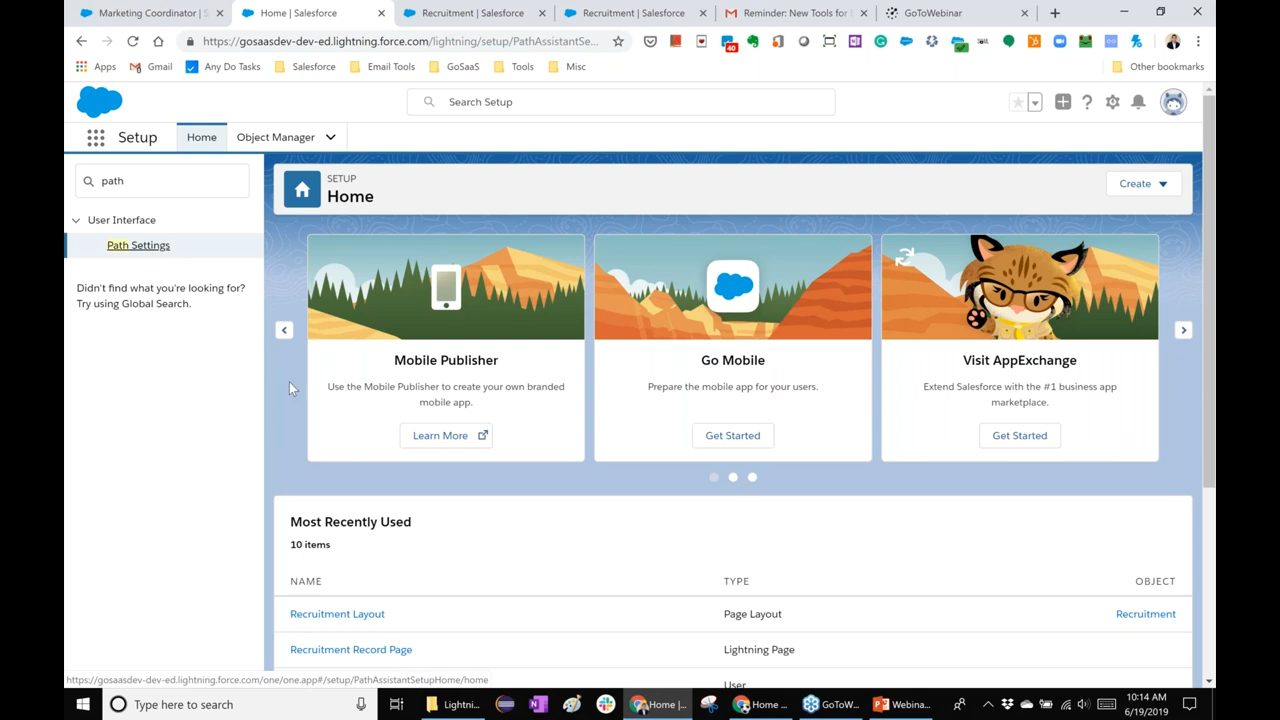 Marketing Coordinator | S
Home | Salesforce
Recruitment | Salesforce
Recruitment | Salesforce
Reminder: New Tools for
GoToWebinar
https://gosaasdev-dev-ed.lightning.force.com/lightning/setup/PathAssistantSe...
40
Apps
Gmail
Any Do Tasks
Salesforce
Email Tools
GoSaaS
Tools
Misc
Other bookmarks
Search Setup
Setup
Home
Object Manager
path
User Interface
Path Settings
Didn't find what you're looking for?
Try using Global Search.
SETUP
Home
Create
Mobile Publisher
Use the Mobile Publisher to create your own branded
mobile app.
Learn More
Go Mobile
Prepare the mobile app for your users.
Get Started
Visit AppExchange
Extend Salesforce with the #1 business app
marketplace.
Get Started
Most Recently Used
10 items
NAME
TYPE
OBJECT
Recruitment Layout
Page Layout
Recruitment
Recruitment Record Page
Lightning Page
User
https://gosaasdev-dev-ed.lightning.force.com/one/one.app#/setup/PathAssistantSetupHome/home
Type here to search
Lightni...
Home |...
Home ...
GoToW...
Webina...
10:14 AM
6/19/2019